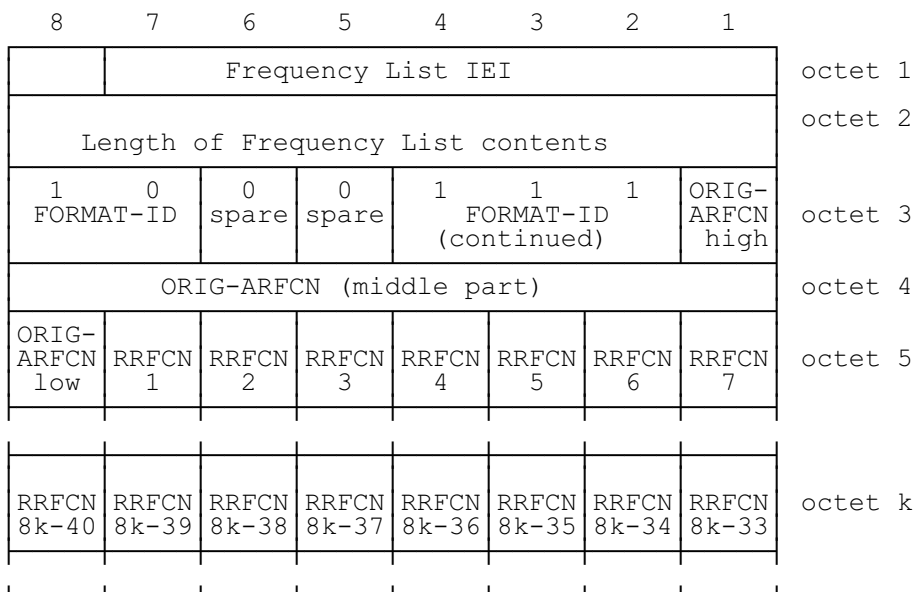 8 7 6 5 4 3 2 1
Frequency List IEI octet 1
octet 2
Length of Frequency List contents
1 0 0 0 1 1 1 ORIG-
FORMAT-ID spare spare FORMAT-ID ARFCN octet 3
(continued) high
ORIG-ARFCN (middle part) octet 4
ORIG-
ARFCN RRFCN RRFCN RRFCN RRFCN RRFCN RRFCN RRFCN octet 5
low 1 2 3 4 5 6 7
RRFCN RRFCN RRFCN RRFCN RRFCN RRFCN RRFCN RRFCN octet k
8k-40 8k-39 8k-38 8k-37 8k-36 8k-35 8k-34 8k-33